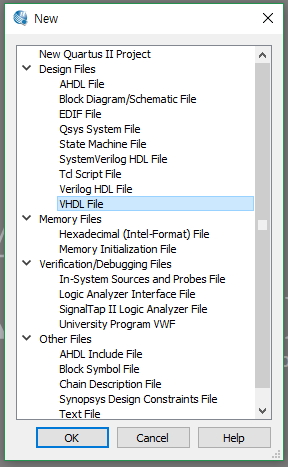 New
New Quartus II Project
Design Files
AHDL File
Block Diagram/Schematic File
EDIF File
Qsys System File
State Machine File
SystemVerilog HDL File
Tcl Script File
Verilog HDL File
VHDL File
Memory Files
Hexadecimal (Intel-Format) File
Memory Initialization File
Verification/Debugging Files
In-System Sources and Probes File
Logic Analyzer Interface File
SignalTap II Logic Analyzer File
University Program VWF
Other Files
AHDL Include File
Block Symbol File
Chain Description File
Synopsys Design Constraints File
Text File
OK
Cancel
Help